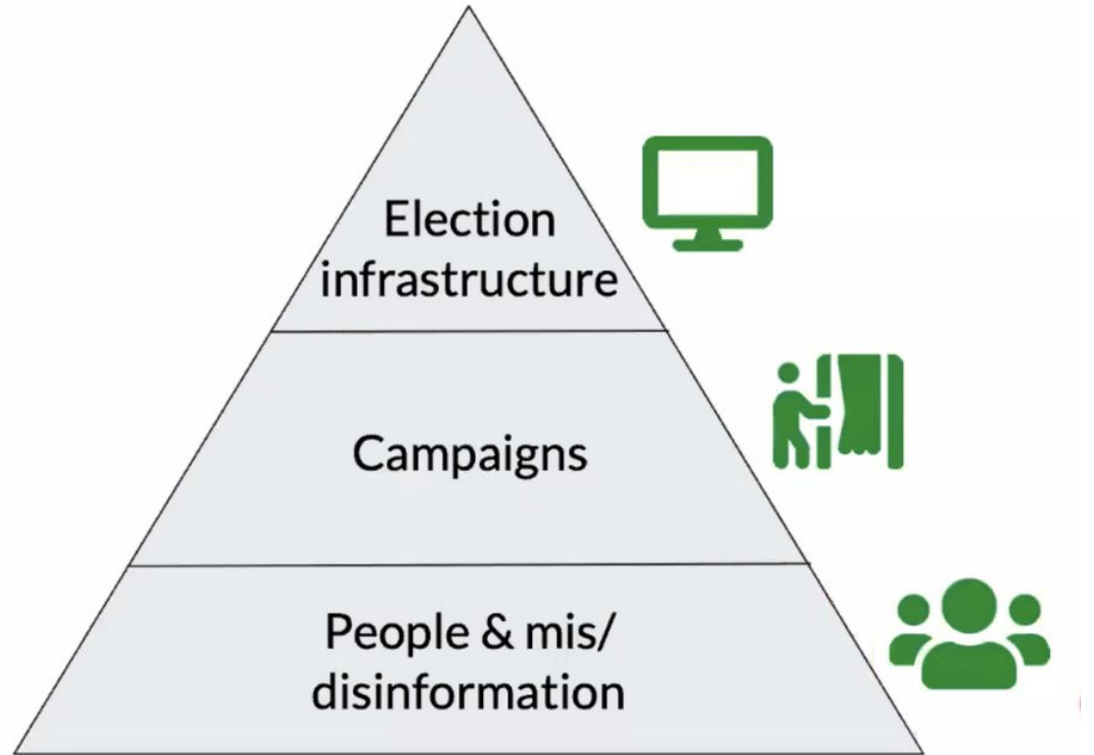 Election
infrastructure
Campaigns
People & mis/
disinformation